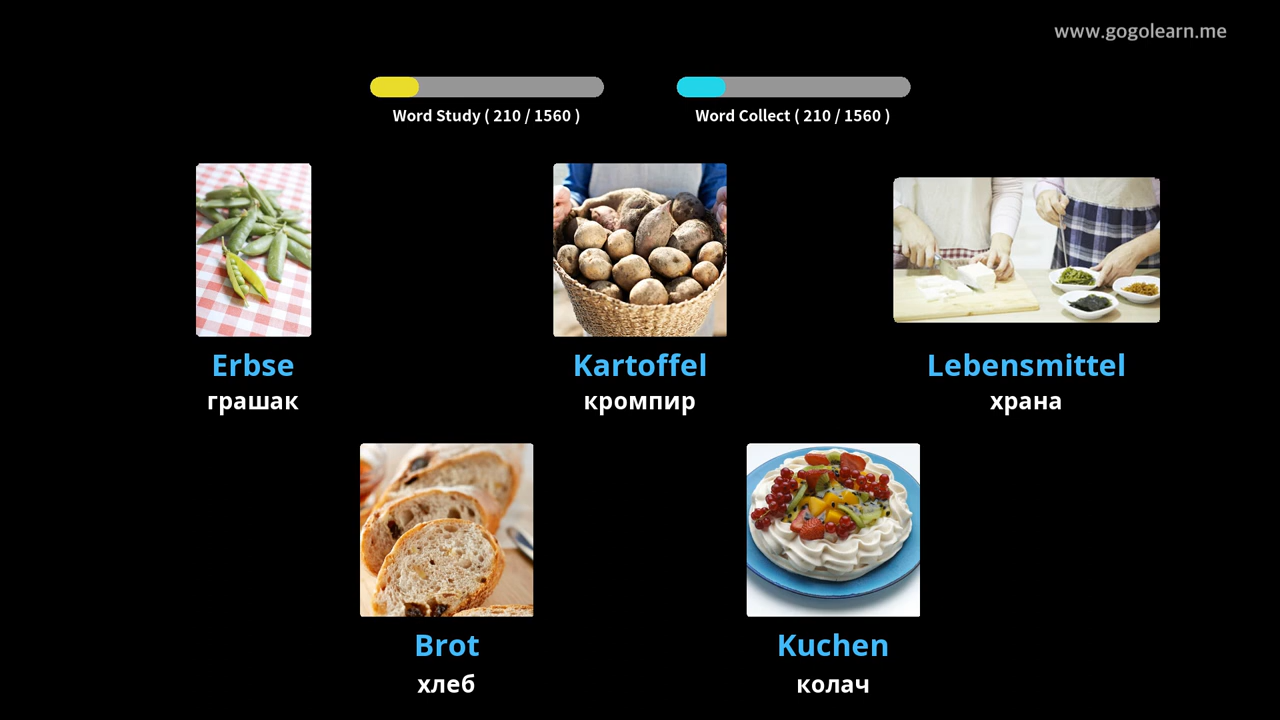 www.gogolearn.me
Word Study ( 210 / 1560 )
Word Collect ( 210 / 1560 )
Erbse
грашак
Kartoffel
кромпир
Lebensmittel
храна
Brot
хлеб
Kuchen
колач